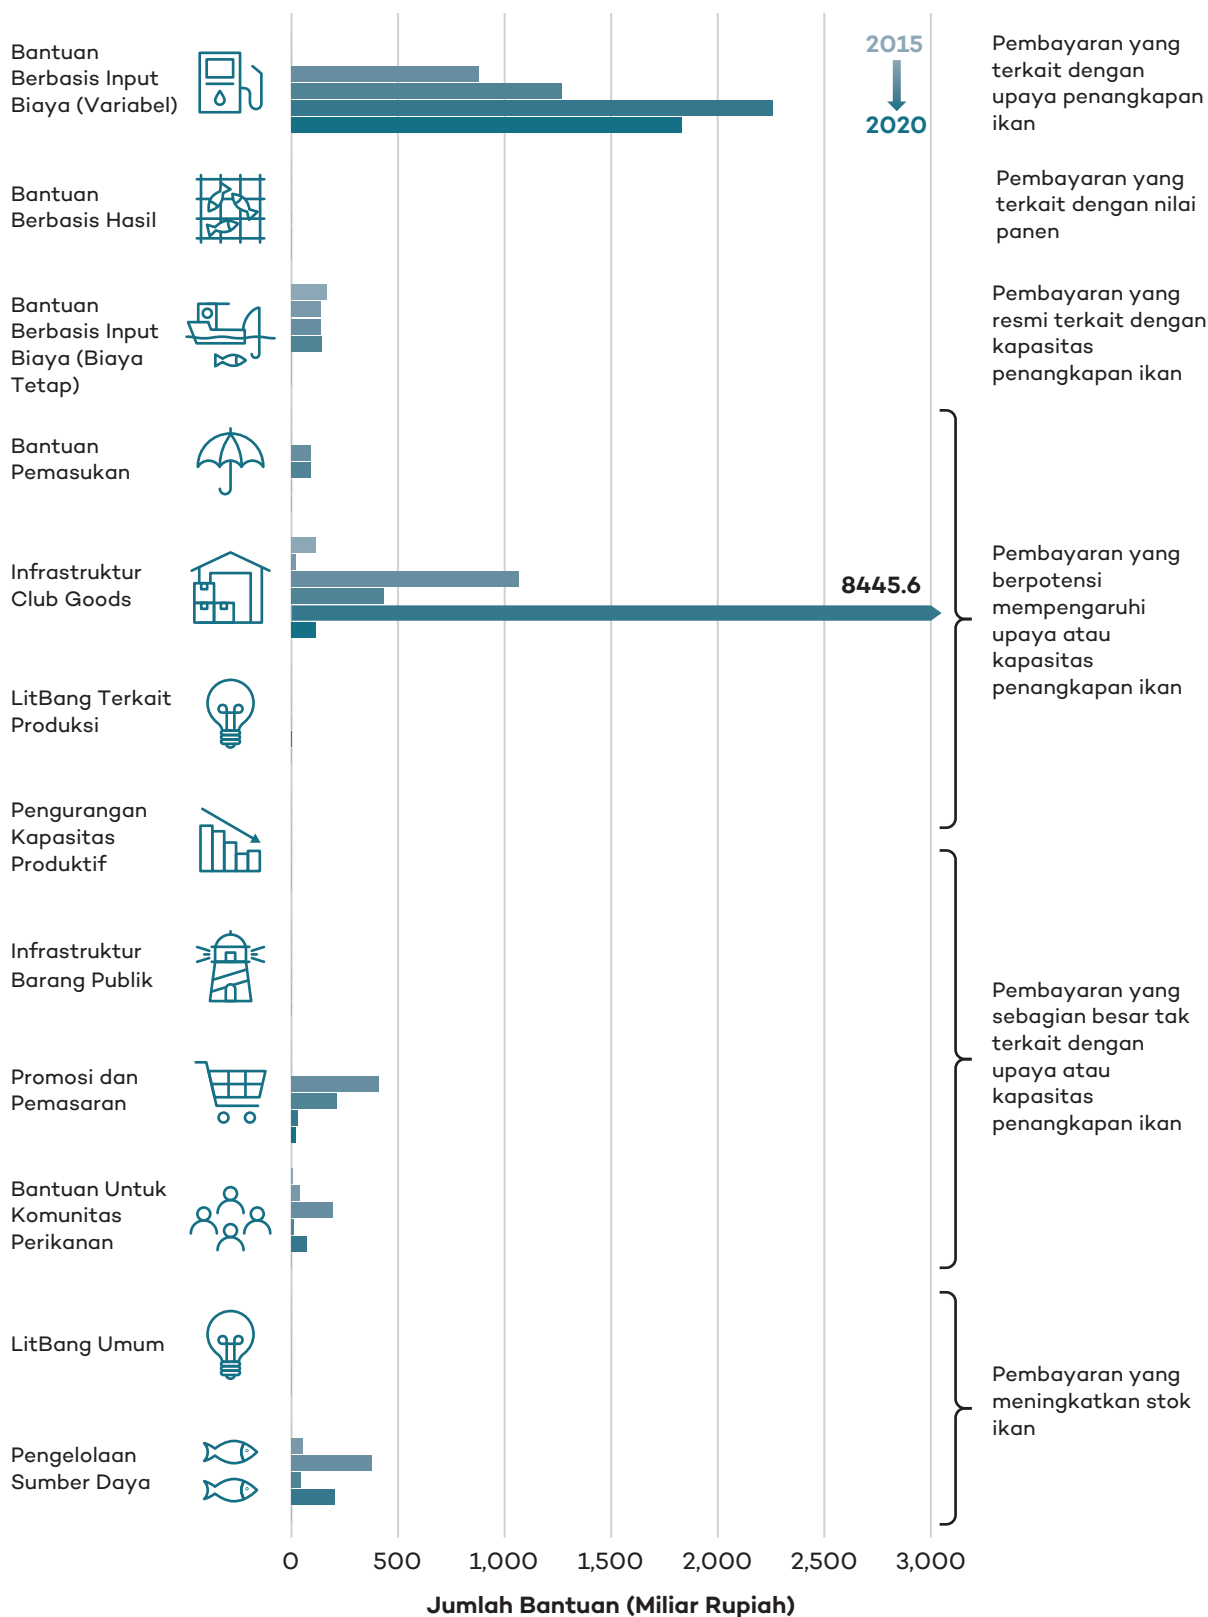 Bantuan
Berbasis Input
Biaya (Variabel)
2015
2020
Pembayaran yang
terkait dengan
upaya penangkapan
ikan
Bantuan
Berbasis Hasil
Pembayaran yang
terkait dengan nilai
panen
Bantuan
Berbasis Input
Biaya (Biaya
Tetap)
Pembayaran yang
resmi terkait dengan
kapasitas
penangkapan ikan
Bantuan
Pemasukan
Infrastruktur
Club Goods
8445.6
LitBang Terkait
Produksi
Pembayaran yang
berpotensi
mempengaruhi
upaya atau
kapasitas
penangkapan ikan
Pengurangan
Kapasitas
Produktif
Infrastruktur
Barang Publik
Promosi dan
Pemasaran
Bantuan Untuk
Komunitas
Perikanan
Pembayaran yang
sebagian besar tak
terkait dengan
upaya atau
kapasitas
penangkapan ikan
LitBang Umum
Pengelolaan
Sumber Daya
Pembayaran yang
meningkatkan stok
ikan
0 500 1,000 1,500 2,000 2,500 3,000
Jumlah Bantuan (Miliar Rupiah)